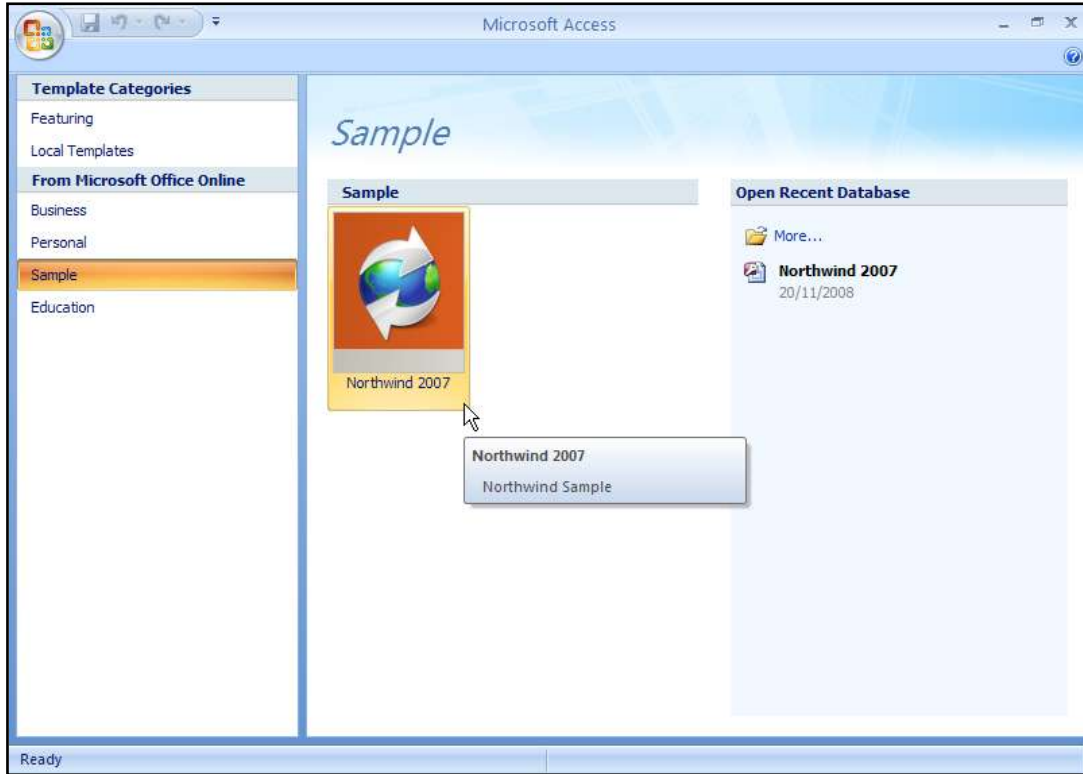 Microsoft Access
Template Categories
Featuring
Local Templates
From Microsoft Office Online
Business
Personal
Sample
Education
Sample
Sample
Northwind 2007
Northwind 2007
Northwind Sample
Open Recent Database
More...
Northwind 2007
20/11/2008
Ready